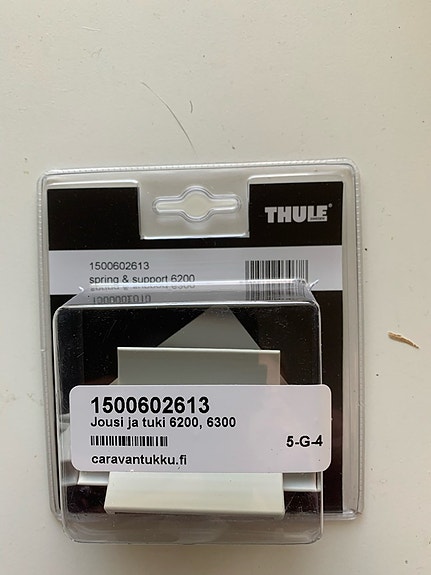 THULE
1500602613
spring & support 6200
1500602613
Jousi ja tuki 6200, 6300
5-G-4
caravantukku.fi